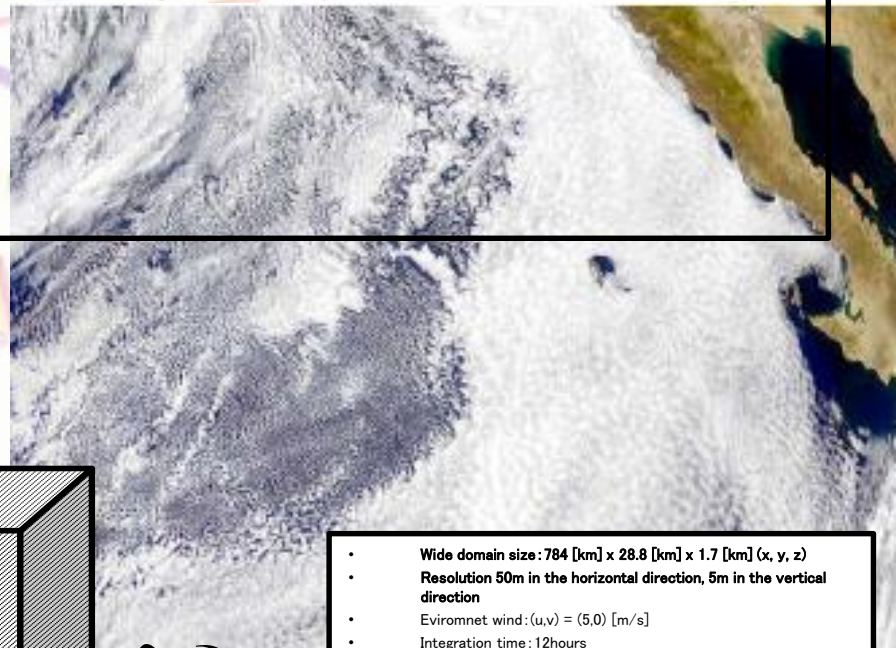 • Wide domain size : 784 [km] x 28.8 [km] x 1.7 [km] (x, y, z)
• Resolution 50m in the horizontal direction, 5m in the vertical
direction
• Eviromnet wind : (u,v) = (5,0) [m/s]
• Integration time : 12hours